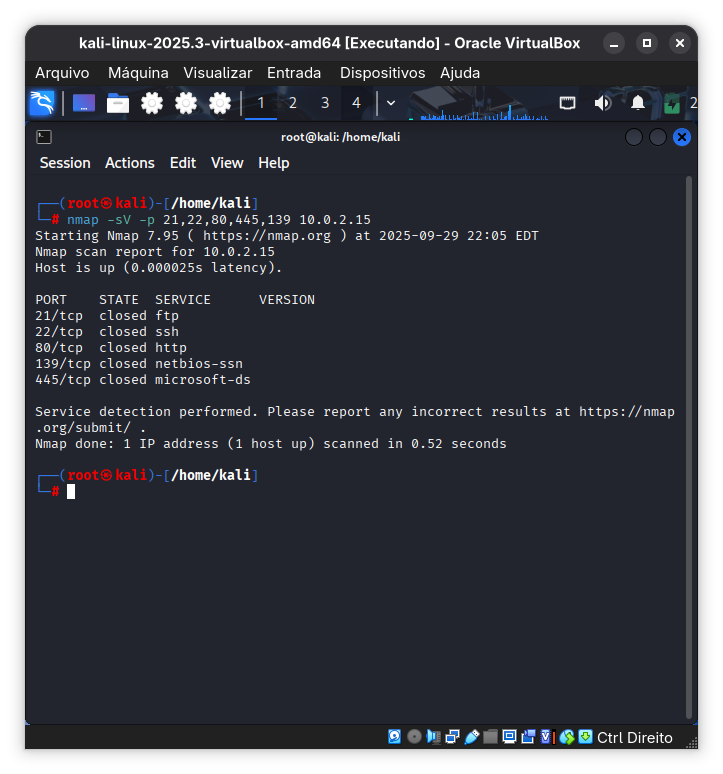 kali-linux-2025.3-virtualbox-amd64 [Executando] - Oracle VirtualBox
Arquivo Máquina Visualizar Entrada Dispositivos Ajuda
1 2 3 4 2
root@kali: /home/kali
Session Actions Edit View Help
┌──(root㉿kali)-[/home/kali]
└─# nmap -sV -p 21,22,80,445,139 10.0.2.15
Starting Nmap 7.95 ( https://nmap.org ) at 2025-09-29 22:05 EDT
Nmap scan report for 10.0.2.15
Host is up (0.000025s latency).
PORT    STATE  SERVICE      VERSION
21/tcp  closed ftp
22/tcp  closed ssh
80/tcp  closed http
139/tcp closed netbios-ssn
445/tcp closed microsoft-ds
Service detection performed. Please report any incorrect results at https://nmap
.org/submit/ .
Nmap done: 1 IP address (1 host up) scanned in 0.52 seconds
┌──(root㉿kali)-[/home/kali]
└─#
Ctrl Direito